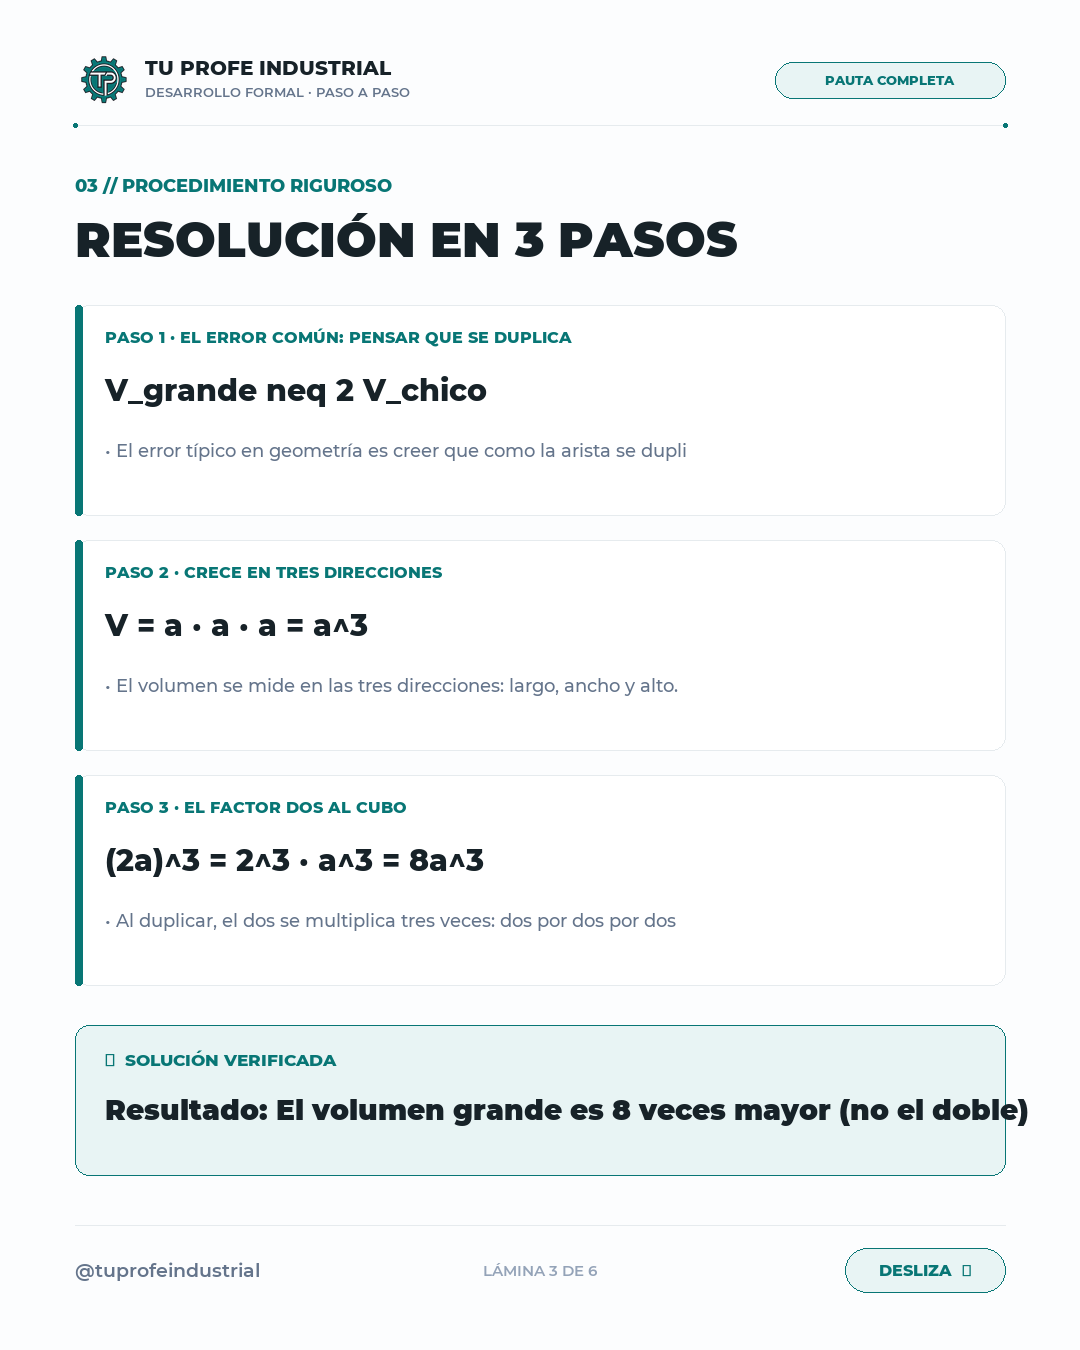 TP
TU PROFE INDUSTRIAL
DESARROLLO FORMAL · PASO A PASO
PAUTA COMPLETA
03 // PROCEDIMIENTO RIGUROSO
RESOLUCIÓN EN 3 PASOS
PASO 1 · EL ERROR COMÚN: PENSAR QUE SE DUPLICA
V_grande neq 2 V_chico
· El error típico en geometría es creer que como la arista se dupli
PASO 2 · CRECE EN TRES DIRECCIONES
V = a · a · a = a^3
· El volumen se mide en las tres direcciones: largo, ancho y alto.
PASO 3 · EL FACTOR DOS AL CUBO
(2a)^3 = 2^3 · a^3 = 8a^3
· Al duplicar, el dos se multiplica tres veces: dos por dos por dos
SOLUCIÓN VERIFICADA
Resultado: El volumen grande es 8 veces mayor (no el doble)
@tuprofeindustrial
LÁMINA 3 DE 6
DESLIZA